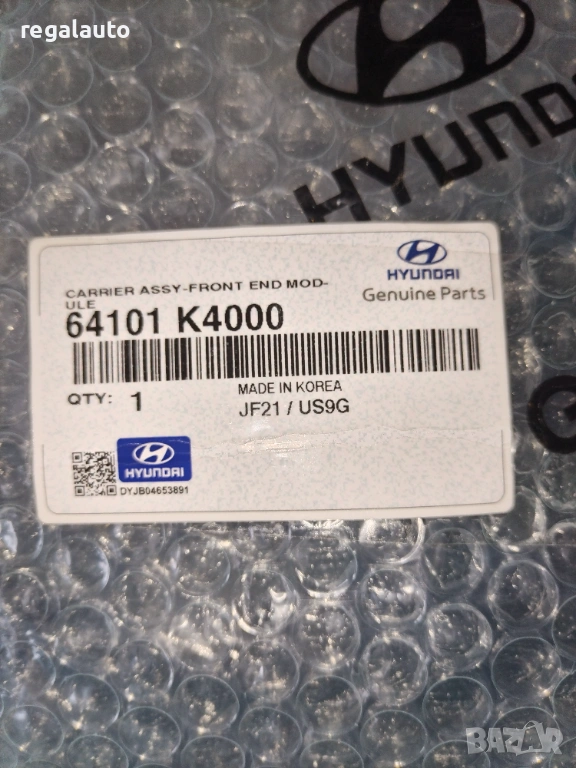 regalauto
HYUNDAI
CARRIER ASSY-FRONT END MOD-
ULE
64101 K4000
HYUNDAI
Genuine Parts
QTY: 1
MADE IN KOREA
JF21 / US9G
HYUNDAI
DYJB04653891
BAZAR